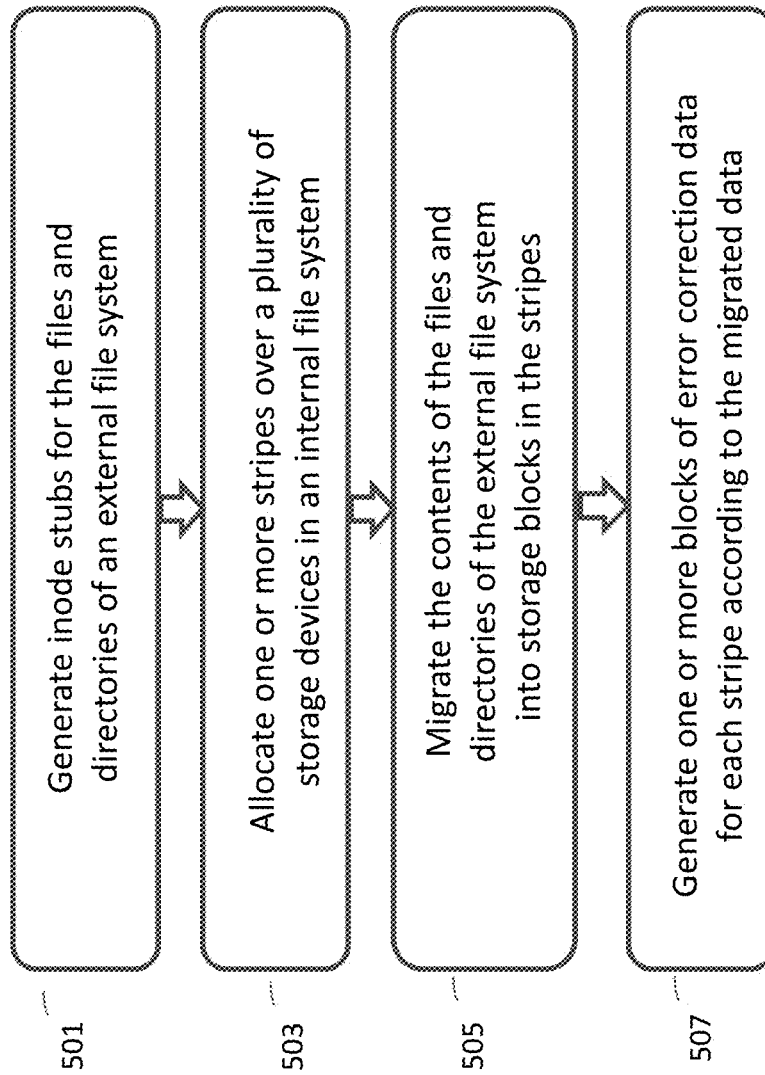 501
Generate inode stubs for the files and
directories of an external file system
503
Allocate one or more stripes over a plurality of
storage devices in an internal file system
505
Migrate the contents of the files and
directories of the external file system
into storage blocks in the stripes
507
Generate one or more blocks of error correction data
for each stripe according to the migrated data